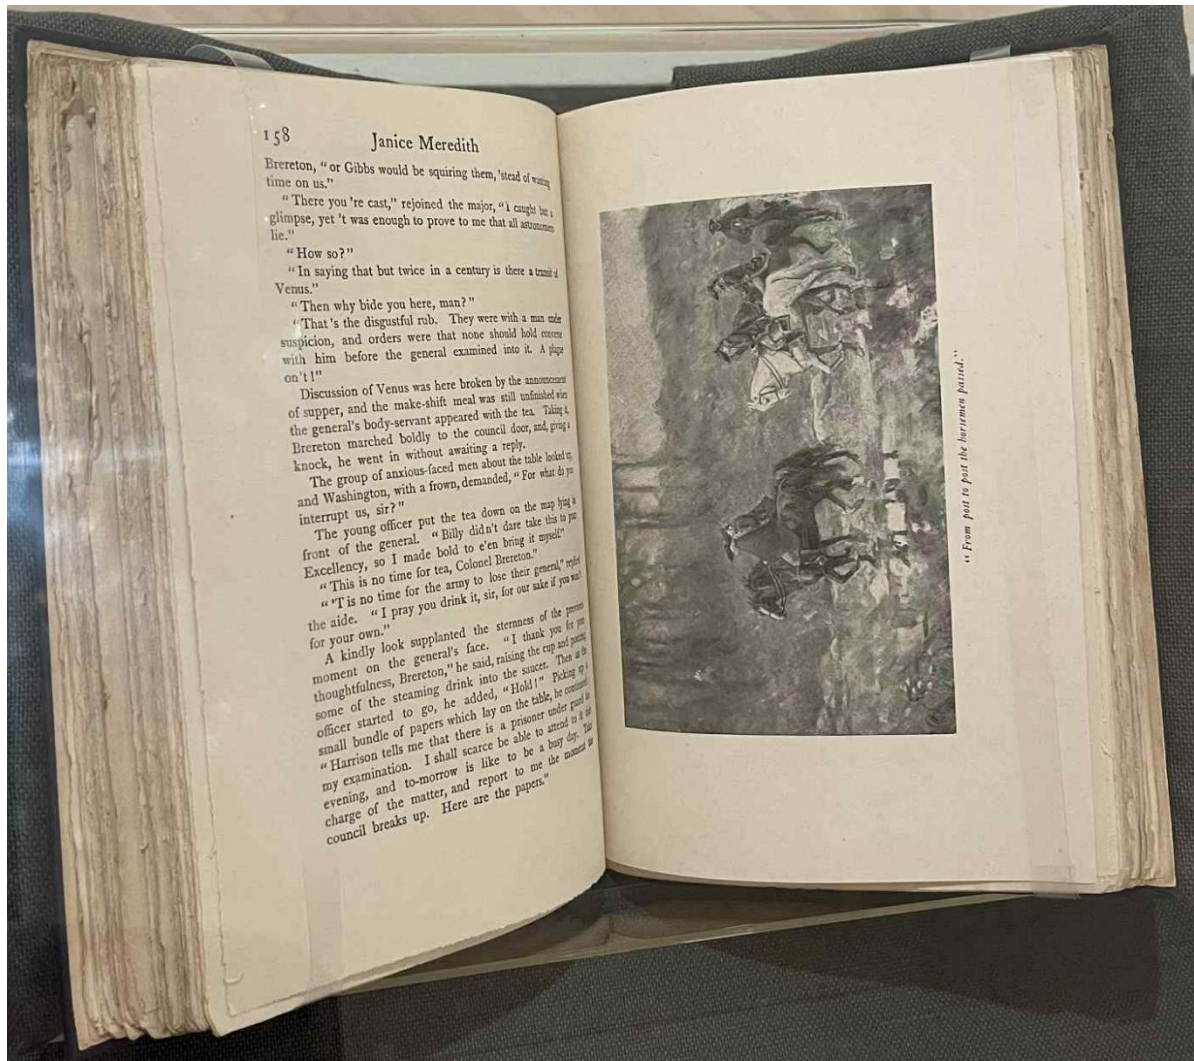 158 Janice Meredith
Brereton, “or Gibbs would be squiring them, 'stead of wasting
time on us.”
“There you 're cast,” rejoined the major, “i caught but a
glimpse, yet 't was enough to prove to me that all astronomers
lie.”
“How so?”
“In saying that but twice in a century is there a transit of
Venus.”
“Then why bide you here, man?”
“That 's the disgustful rub. They were with a man under
suspicion, and orders were that none should hold converse
with him before the general examined into it. A plague
on 't!”
Discussion of Venus was here broken by the announcement
of supper, and the make-shift meal was still unfinished when
the general's body-servant appeared with the tea. Taking it,
Brereton marched boldly to the council door, and, giving a
knock, he went in without awaiting a reply.
The group of anxious-faced men about the table looked up,
and Washington, with a frown, demanded, “For what do you
interrupt us, sir?”
The young officer put the tea down on the map lying in
front of the general. “Billy didn't dare take this to your
Excellency, so I made bold to e'en bring it myself.”
“This is no time for tea, Colonel Brereton.”
“'T is no time for the army to lose their general,” replied
the aide. “I pray you drink it, sir, for our sake if you won't
for your own.”
A kindly look supplanted the sternness of the previous
moment on the general's face. “I thank you for your
thoughtfulness, Brereton,” he said, raising the cup and pouring
some of the steaming drink into the saucer. Then as the
officer started to go, he added, “Hold!” Picking up a
small bundle of papers which lay on the table, he continued
“Harrison tells me that there is a prisoner under guard for
my examination. I shall scarce be able to attend to it this
evening, and to-morrow is like to be a busy day. Take
charge of the matter, and report to me the moment the
council breaks up. Here are the papers.”
“From post to post the horsemen passed.”